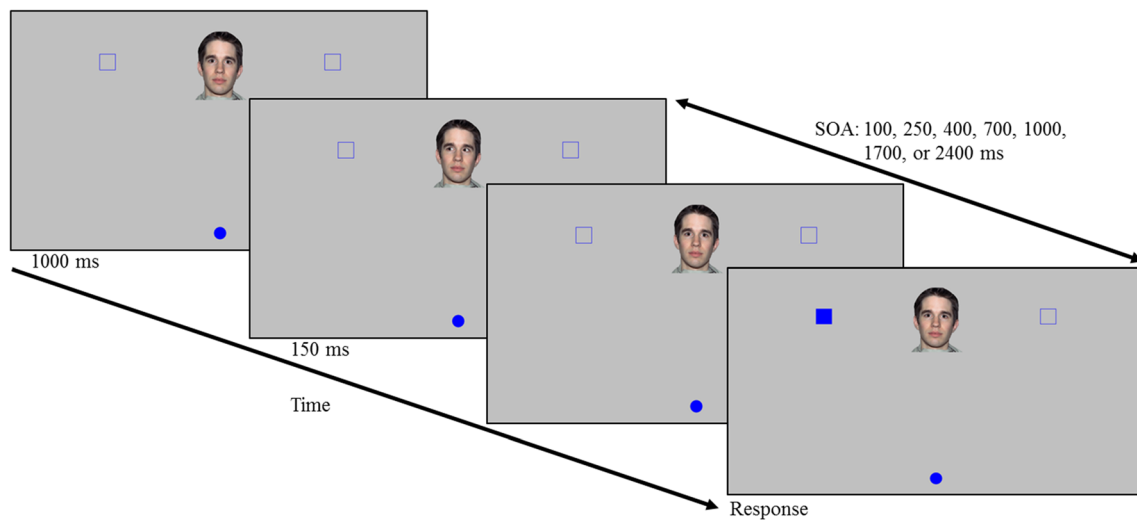 SOA: 100, 250, 400, 700, 1000,
1700, or 2400 ms
1000 ms
150 ms
Time
Response